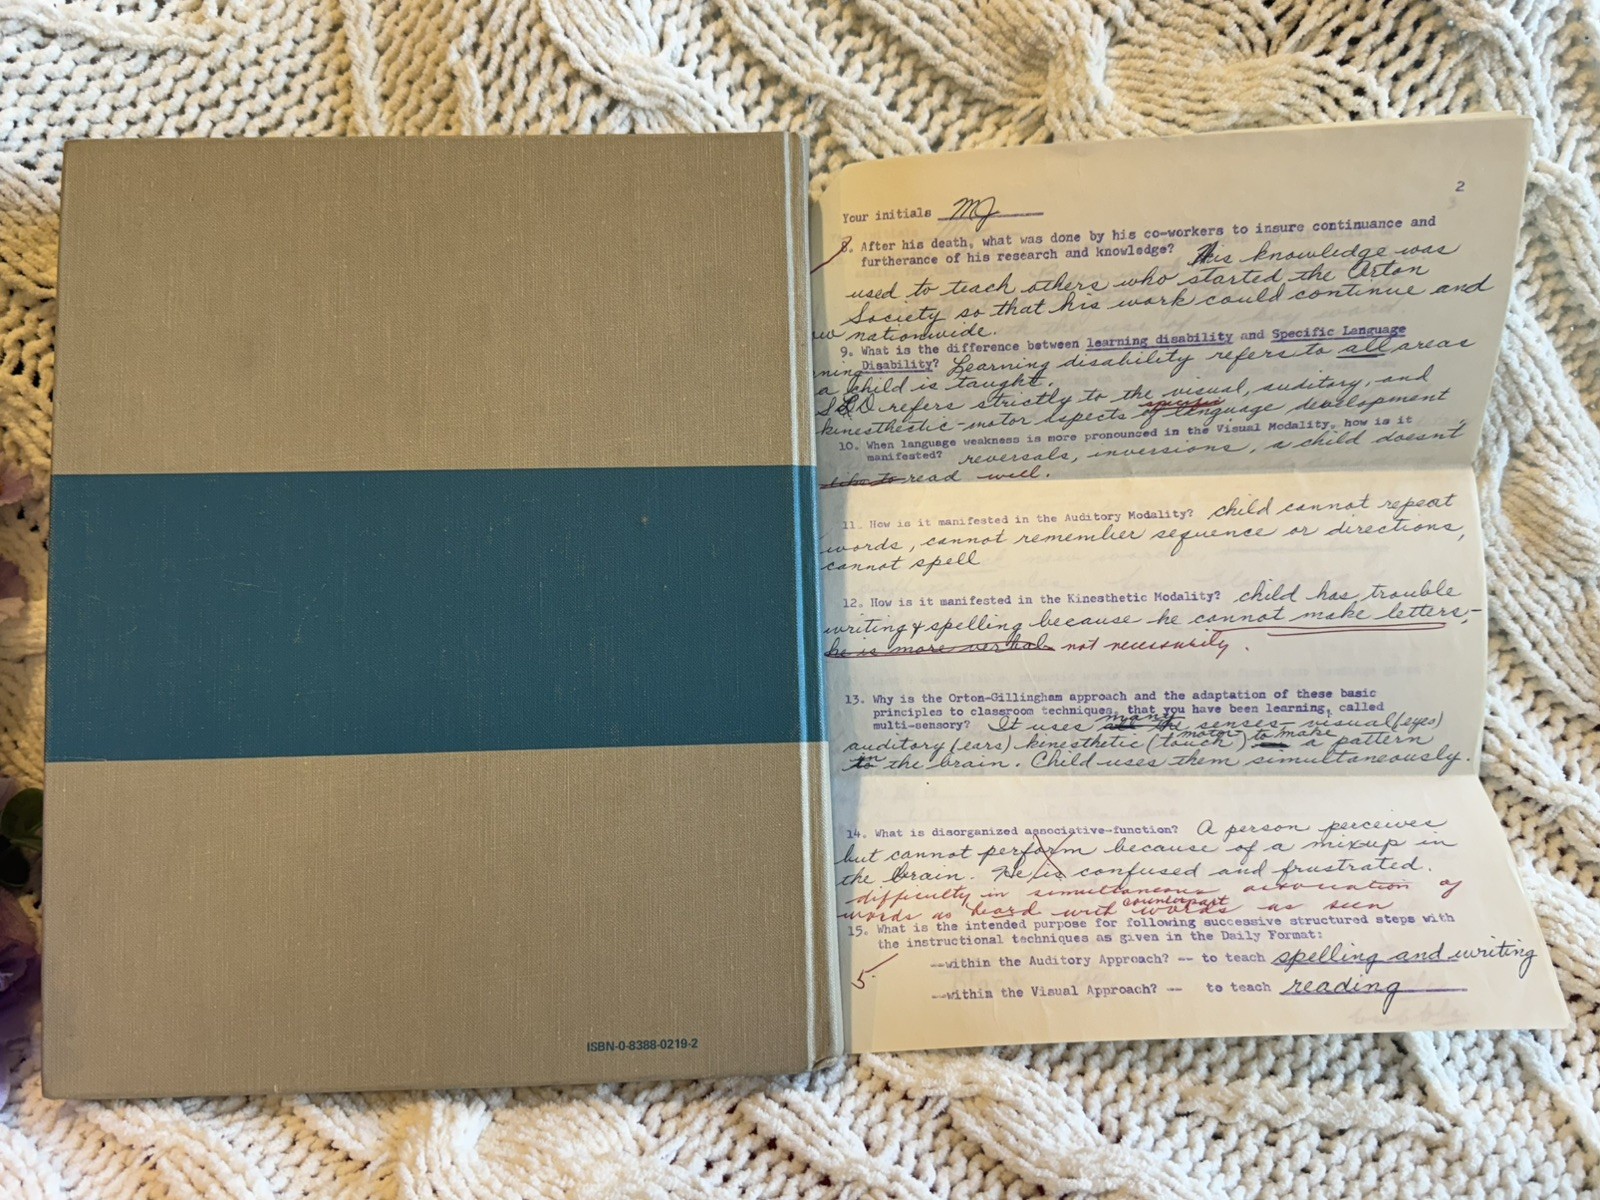 ISBN-0-8388-0219-2
2
Your initials MJ
8. After his death, what was done by his co-workers to insure continuance and
furtherance of his research and knowledge? His knowledge was
used to teach others who started the Orton
Society so that his work could continue and
nationwide.
9. What is the difference between learning disability and Specific Language
Disability? Learning disability refers to all areas
a child is taught.
SLD refers strictly to the visual, auditory, and
kinesthectic-motor aspects of language development
specific
10. When language weakness is more pronounced in the Visual Modality, how is it
manifested? reversals, inversions, a child doesn't
like to read well.
11. How is it manifested in the Auditory Modality? child cannot repeat
words, cannot remember sequence or directions,
cannot spell
12. How is it manifested in the Kinesthetic Modality? child has trouble
writing & spelling because he cannot make letters,-
he is more verbal not necessarily.
13. Why is the Orton-Gillingham approach and the adaptation of these basic
principles to classroom techniques, that you have been learning, called
multi-sensory? It uses many the senses- visual (eyes)
auditory (ears) kinesthetic (touch) motor to make a pattern
in the brain. Child uses them simultaneously.
14. What is disorganized associative-function? A person perceives
but cannot perform because of a mixup in
the brain. He is confused and frustrated.
difficulty in simultaneous association of
words as heard with counterpart words as seen
15. What is the intended purpose for following successive structured steps with
the instructional techniques as given in the Daily Format:
--within the Auditory Approach? -- to teach spelling and writing
5
--within the Visual Approach? -- to teach reading